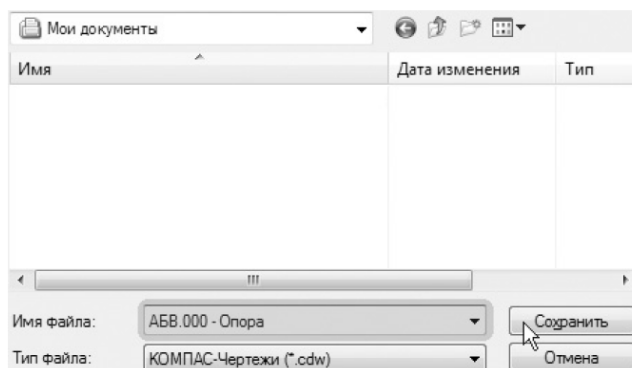 Мои документы
Имя Дата изменения Тип
Имя файла: АБВ.000 - Опора Сохранить
Тип файла: КОМПАС-Чертежи (*.cdw) Отмена